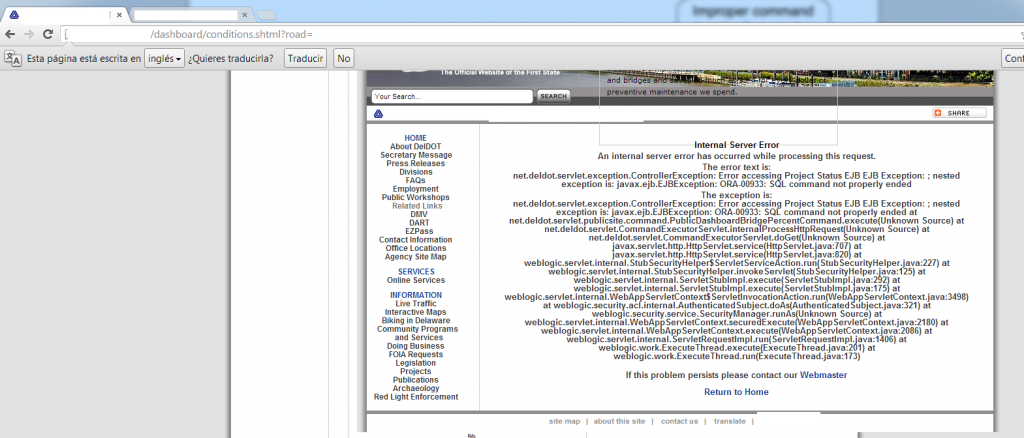 Improper command
/dashboard/conditions.shtml?road=
Esta página está escrita en inglés ¿Quieres traducirla? Traducir No Conf
The Official Website of the First State
and bridges and
preventive maintenance we spend.
Your Search... SEARCH
SHARE
HOME
About DelDOT
Secretary Message
Press Releases
Divisions
FAQs
Employment
Public Workshops
Related Links
DMV
DART
EZPass
Contact Information
Office Locations
Agency Site Map
SERVICES
Online Services
INFORMATION
Live Traffic
Interactive Maps
Biking in Delaware
Community Programs
and Services
Doing Business
FOIA Requests
Legislation
Projects
Publications
Archaeology
Red Light Enforcement
Internal Server Error
An internal server error has occurred while processing this request.
The error text is:
net.deldot.servlet.exception.ControllerException: Error accessing Project Status EJB EJB Exception: ; nested
exception is: javax.ejb.EJBException: ORA-00933: SQL command not properly ended
The exception is:
net.deldot.servlet.exception.ControllerException: Error accessing Project Status EJB EJB Exception: ; nested
exception is: javax.ejb.EJBException: ORA-00933: SQL command not properly ended at
net.deldot.servlet.publicsite.command.PublicDashboardBridgePercentCommand.execute(Unknown Source) at
net.deldot.servlet.CommandExecutorServlet.internalProcessHttpRequest(Unknown Source) at
net.deldot.servlet.CommandExecutorServlet.doGet(Unknown Source) at
javax.servlet.http.HttpServlet.service(HttpServlet.java:707) at
javax.servlet.http.HttpServlet.service(HttpServlet.java:820) at
weblogic.servlet.internal.StubSecurityHelper$ServletServiceAction.run(StubSecurityHelper.java:227) at
weblogic.servlet.internal.StubSecurityHelper.invokeServlet(StubSecurityHelper.java:125) at
weblogic.servlet.internal.ServletStubImpl.execute(ServletStubImpl.java:292) at
weblogic.servlet.internal.ServletStubImpl.execute(ServletStubImpl.java:175) at
weblogic.servlet.internal.WebAppServletContext$ServletInvocationAction.run(WebAppServletContext.java:3498)
at weblogic.security.acl.internal.AuthenticatedSubject.doAs(AuthenticatedSubject.java:321) at
weblogic.security.service.SecurityManager.runAs(Unknown Source) at
weblogic.servlet.internal.WebAppServletContext.securedExecute(WebAppServletContext.java:2180) at
weblogic.servlet.internal.WebAppServletContext.execute(WebAppServletContext.java:2086) at
weblogic.servlet.internal.ServletRequestImpl.run(ServletRequestImpl.java:1406) at
weblogic.work.ExecuteThread.execute(ExecuteThread.java:201) at
weblogic.work.ExecuteThread.run(ExecuteThread.java:173)
If this problem persists please contact our Webmaster
Return to Home
site map | about this site | contact us | translate |
%